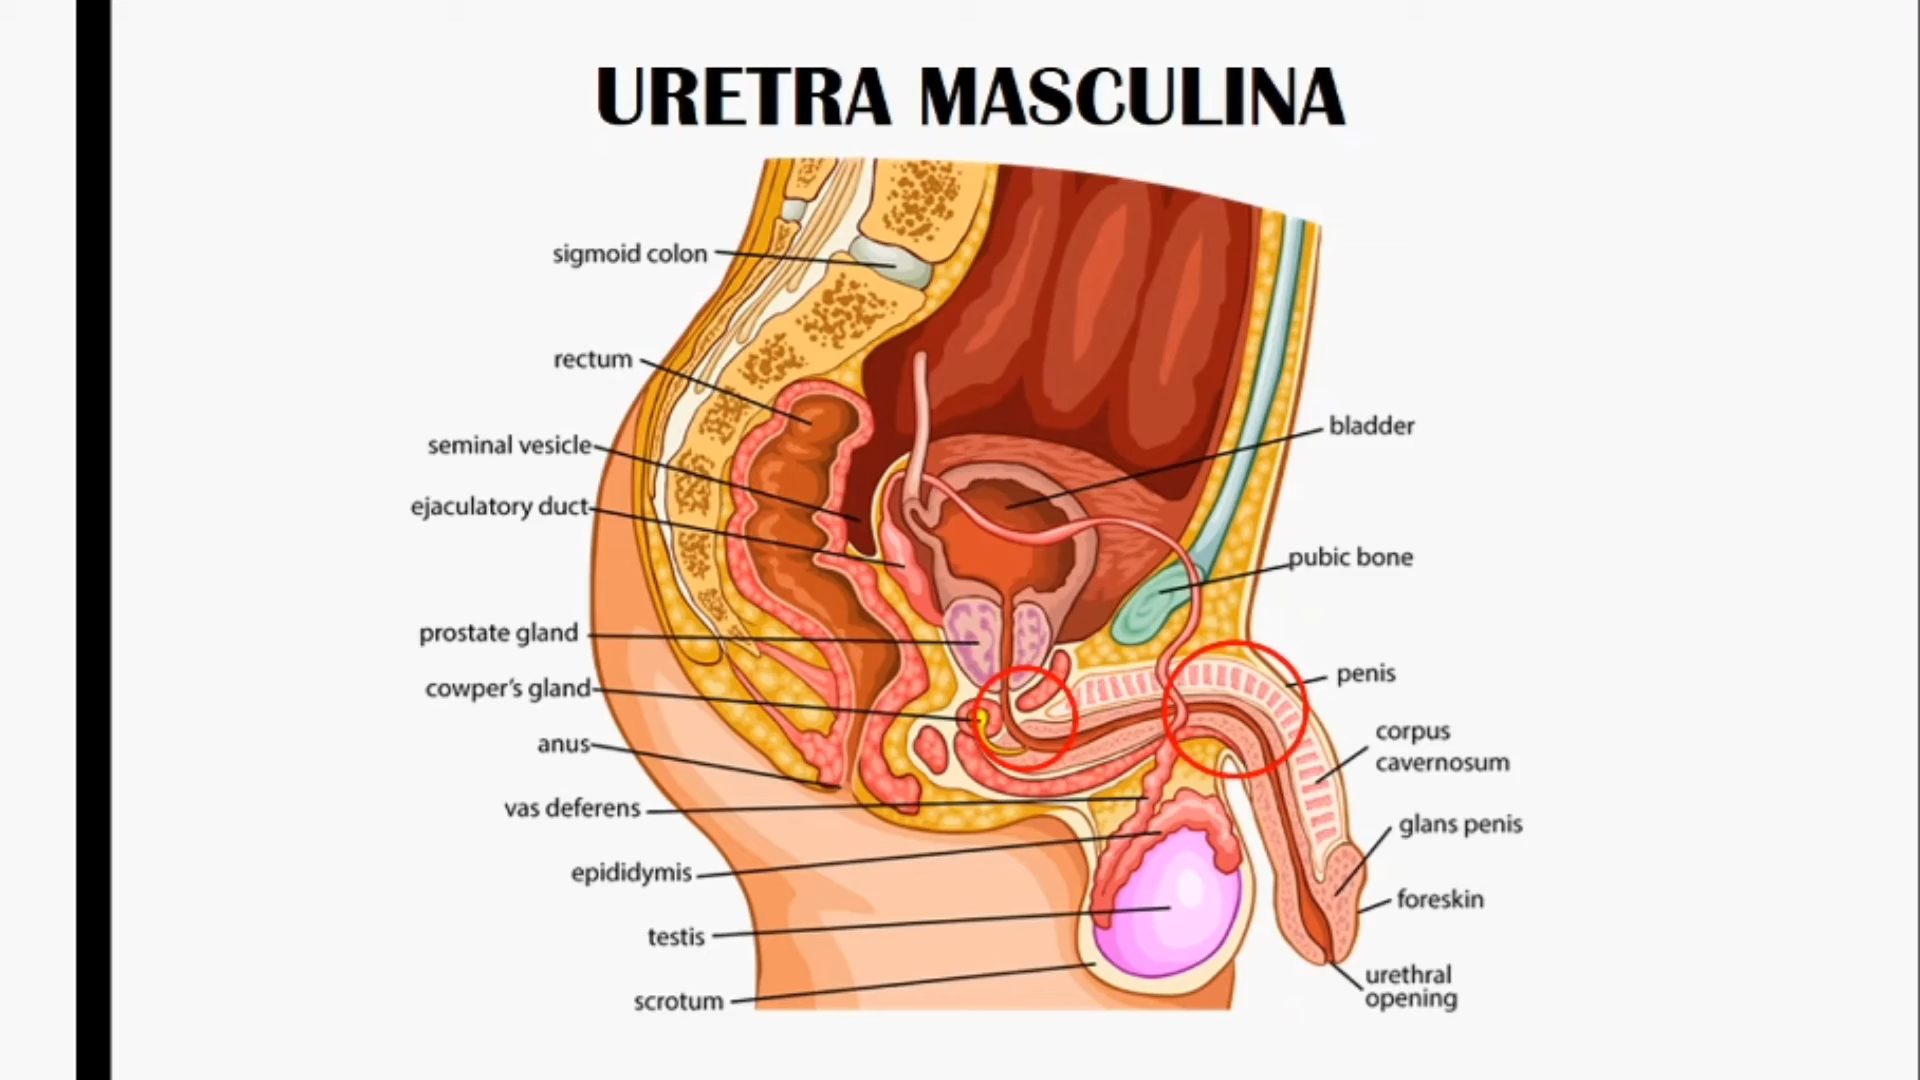 URETRA MASCULINA
sigmoid colon
rectum
seminal vesicle
ejaculatory duct
prostate gland
cowper's gland
anus
vas deferens
epididymis
testis
scrotum
bladder
pubic bone
penis
corpus
cavernosum
glans penis
foreskin
urethral
opening